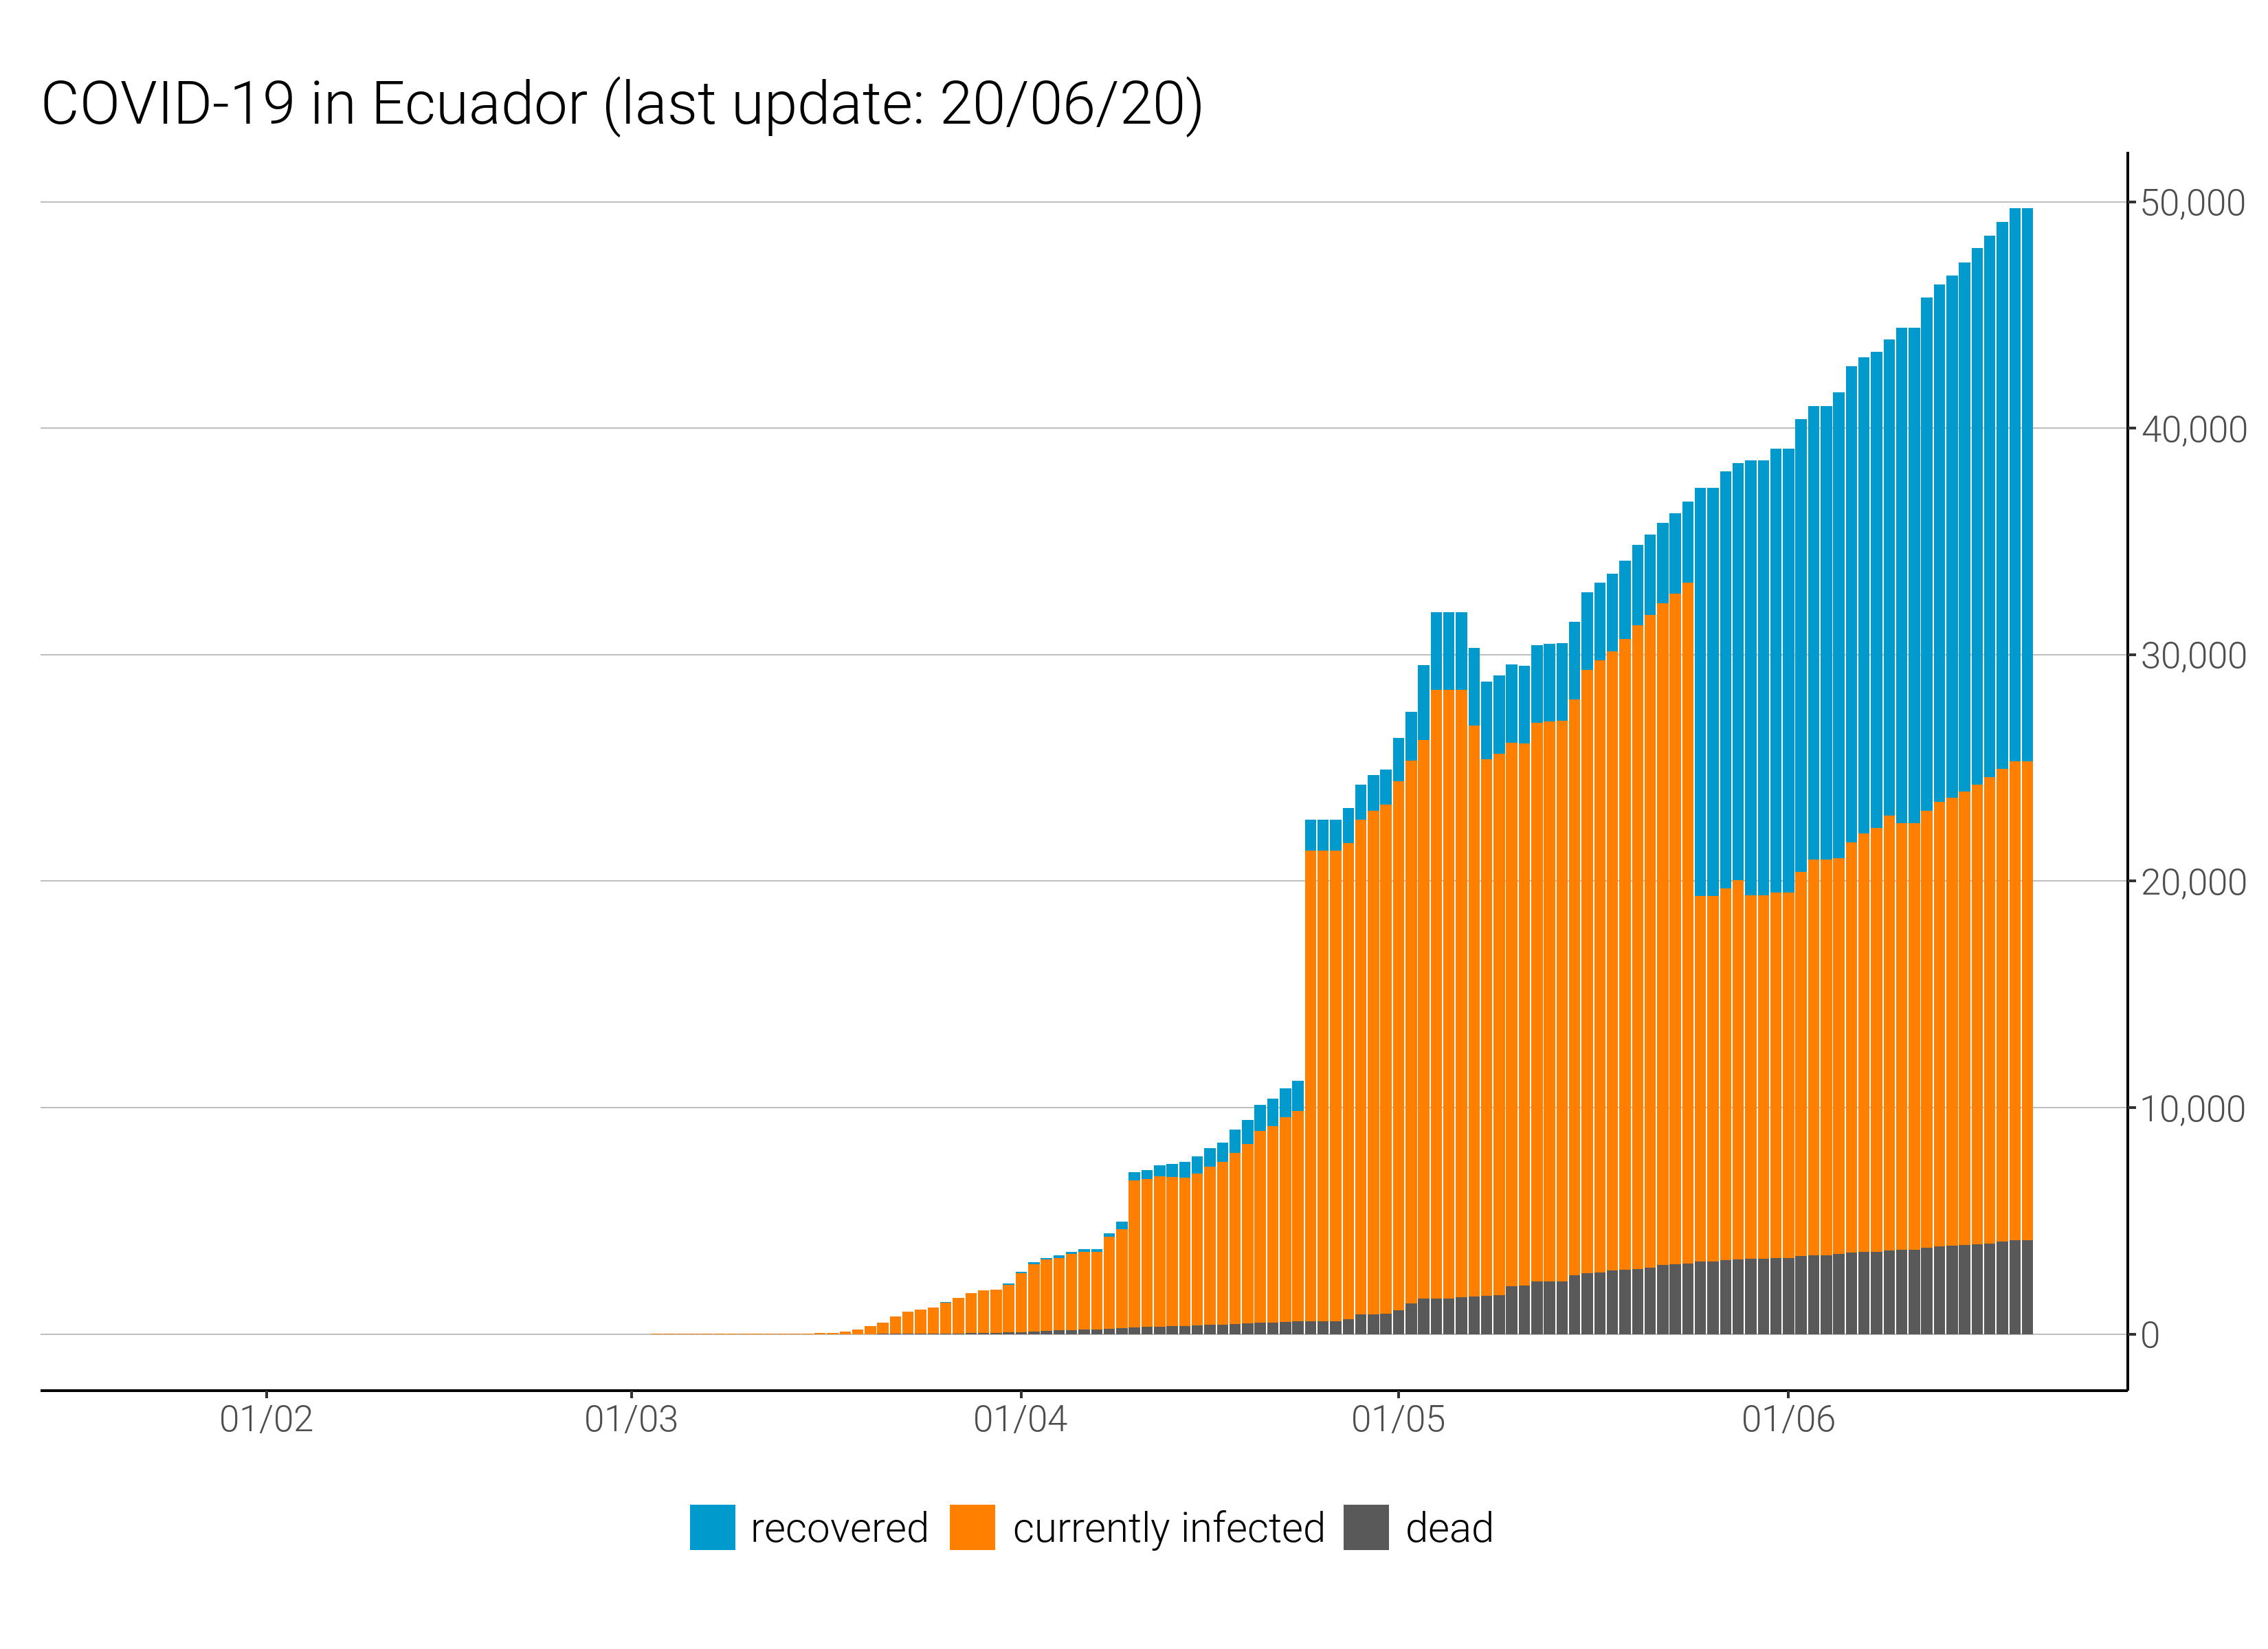 COVID-19 in Ecuador (last update: 20/06/20)
50,000
40,000
30,000
20,000
10,000
0
01/02 01/03 01/04 01/05 01/06
recovered currently infected dead